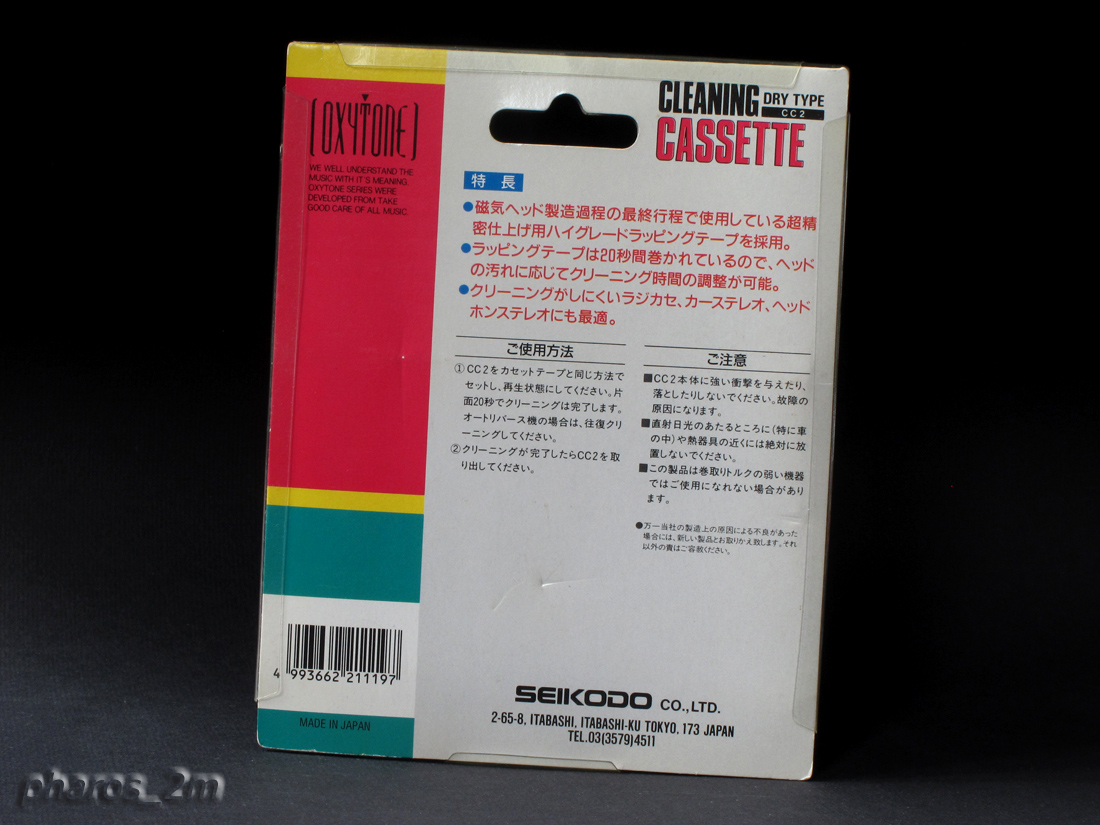 [OXYTONE]
WE WELL UNDERSTAND THE
MUSIC WITH IT'S MEANING.
OXYTONE SERIES WERE
DEVELOPED FROM TAKE
GOOD CARE OF ALL MUSIC.
CLEANING DRY TYPE
CC2
CASSETTE
特長
●磁気ヘッド製造過程の最終行程で使用している超精
密仕上げ用ハイグレードラッピングテープを採用。
●ラッピングテープは20秒間巻かれているので、ヘッド
の汚れに応じてクリーニング時間の調整が可能。
●クリーニングがしにくいラジカセ、カーステレオ、ヘッド
ホンステレオにも最適。
ご使用方法
①CC2をカセットテープと同じ方法で
セットし、再生状態にしてください。片
面20秒でクリーニングは完了します。
オートリバース機の場合は、往復クリ
ーニングしてください。
②クリーニングが完了したらCC2を取
り出してください。
ご注意
■CC2本体に強い衝撃を与えたり、
落としたりしないでください。故障の
原因になります。
■直射日光のあたるところに(特に車
の中)や熱器具の近くには絶対に放
置しないでください。
■この製品は巻取りトルクの弱い機器
ではご使用になれない場合があり
ます。
●万一当社の製造上の原因による不良があった
場合には、新しい製品とお取りかえ致します。それ
以外の責はご容赦ください。
4 993662 211197
MADE IN JAPAN
SEIKODO CO.,LTD.
2-65-8, ITABASHI, ITABASHI-KU TOKYO, 173 JAPAN
TEL.03(3579)4511
pharos_2m